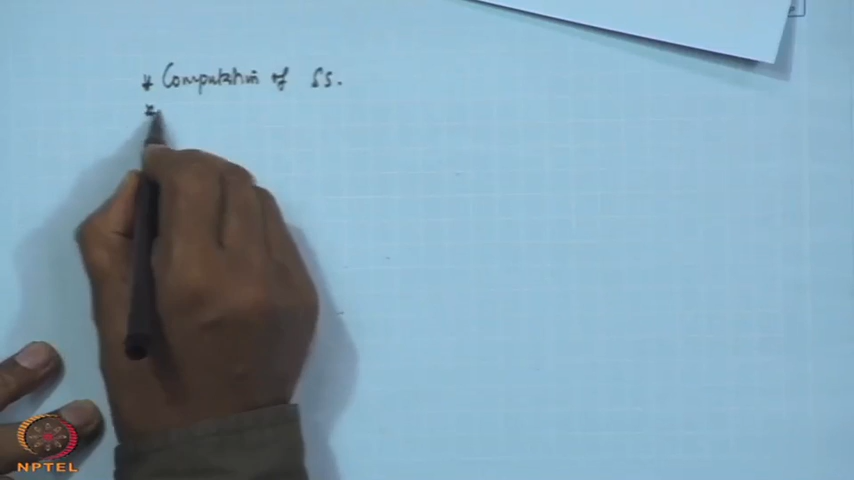 * Computation of SS.
*
NPTEL